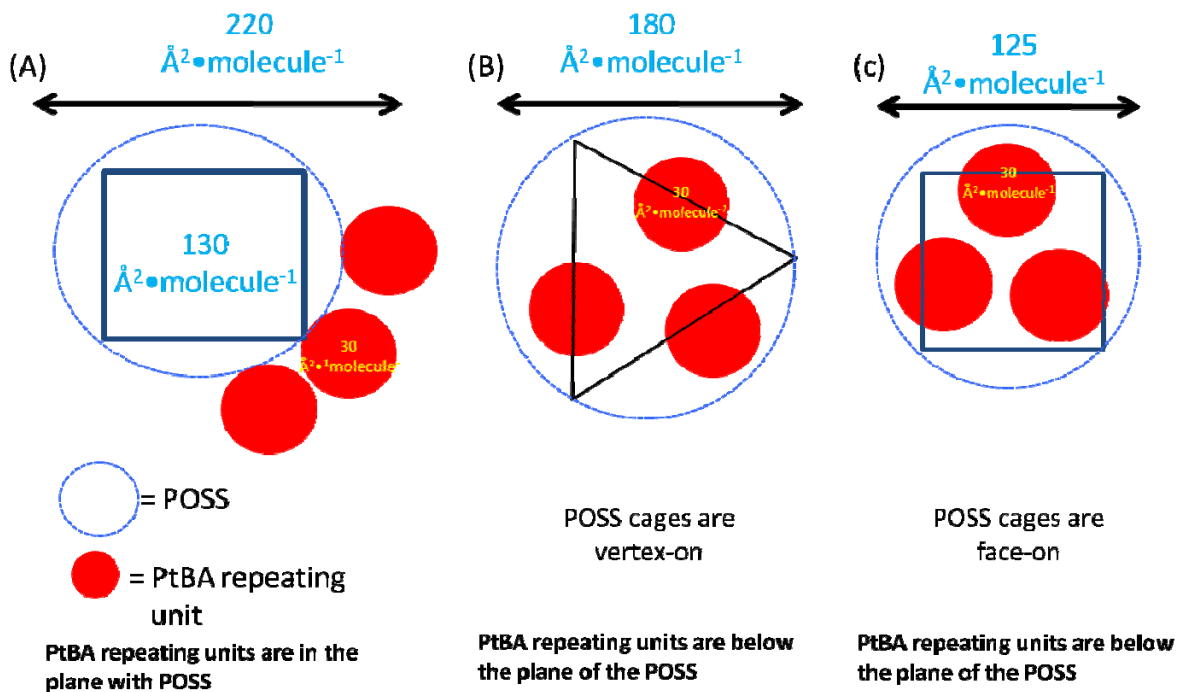 (A)
220
Å²•molecule⁻¹
130
Å²•molecule⁻¹
30
Å²•¹molecule⁻
(B)
180
Å²•molecule⁻¹
30
Å²•molecule⁻¹
(c)
125
Å²•molecule⁻¹
30
Å²•molecule⁻¹
= POSS
= PtBA repeating
unit
PtBA repeating units are in the
plane with POSS
POSS cages are
vertex-on
PtBA repeating units are below
the plane of the POSS
POSS cages are
face-on
PtBA repeating units are below
the plane of the POSS